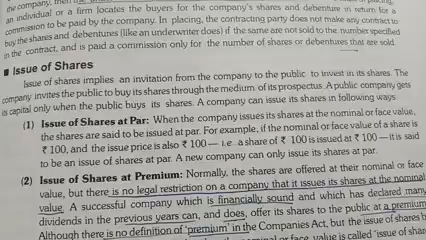 the company, then the
an individual or a firm locates the buyers for the company's shares and debenture in return for a
commission to be paid by the company. In placing, the contracting party does not make any contract to
buy the shares and debentures (like an underwriter does) if the same are not sold to the number specified
in the contract, and is paid a commission only for the number of shares or debentures that are sold.
■ Issue of Shares
Issue of shares implies an invitation from the company to the public to invest in its shares. The
company invites the public to buy its shares through the medium of its prospectus. A public company gets
its capital only when the public buys its shares. A company can issue its shares in following ways
(1) Issue of Shares at Par: When the company issues its shares at the nominal or face value,
the shares are said to be issued at par. For example, if the nominal or face value of a share is
₹ 100, and the issue price is also ₹ 100 — i.e. a share of ₹ 100 is issued at ₹ 100 — it is said
to be an issue of shares at par. A new company can only issue its shares at par.
(2) Issue of Shares at Premium: Normally, the shares are offered at their nominal or face
value, but there is no legal restriction on a company that it issues its shares at the nominal
value. A successful company which is financially sound and which has declared many
dividends in the previous years can, and does, offer its shares to the public at a premium.
Although there is no definition of 'premium' in the Companies Act, but the issue of shares
or face value is called 'issue of shar